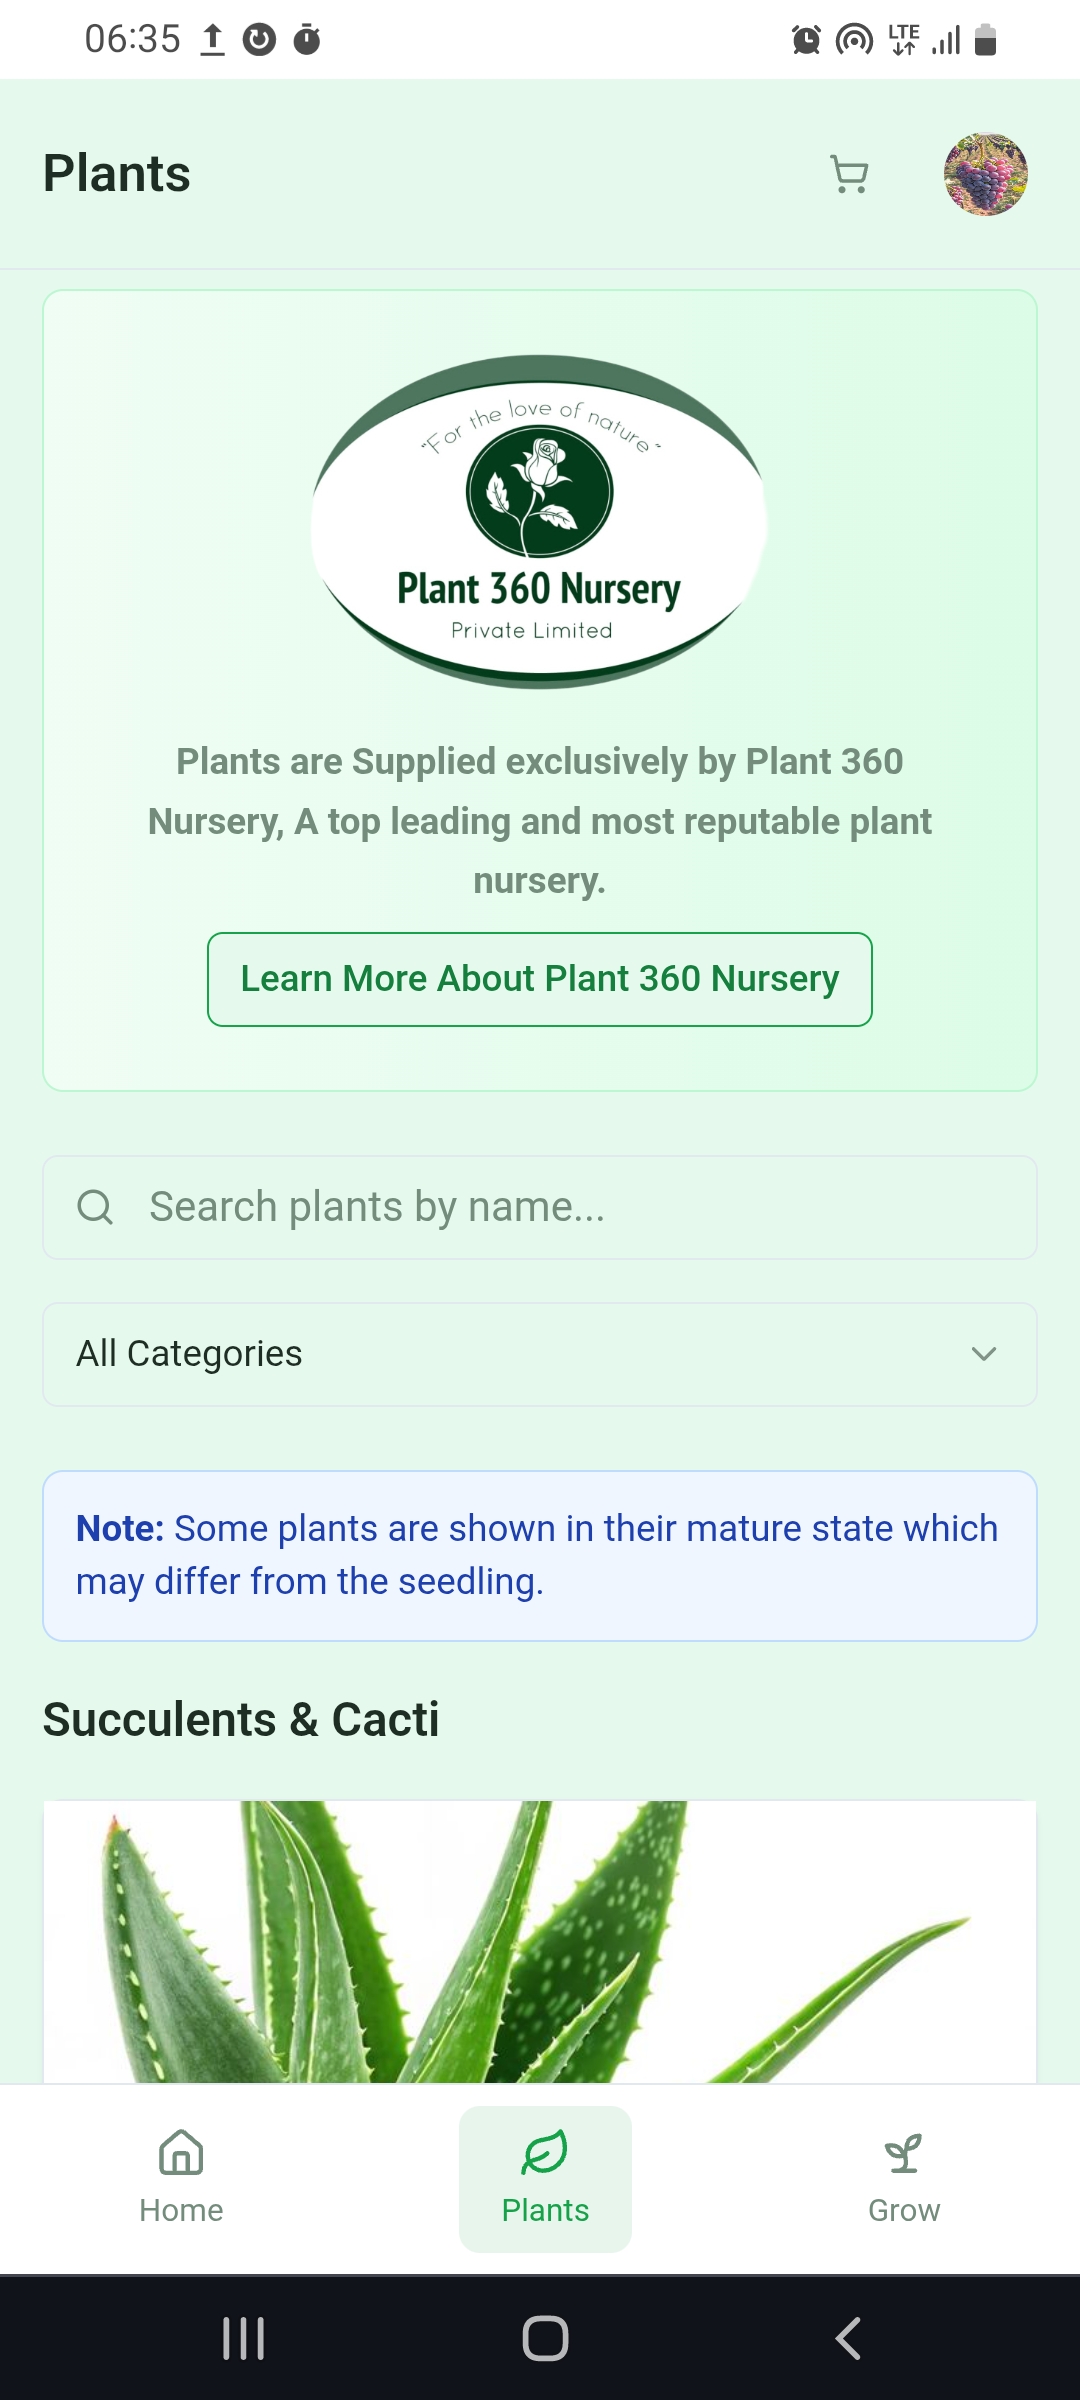 06:35
LTE
Plants
"For the love of nature"
Plant 360 Nursery
Private Limited
Plants are Supplied exclusively by Plant 360
Nursery, A top leading and most reputable plant
nursery.
Learn More About Plant 360 Nursery
Search plants by name...
All Categories
Note: Some plants are shown in their mature state which
may differ from the seedling.
Succulents & Cacti
Home
Plants
Grow